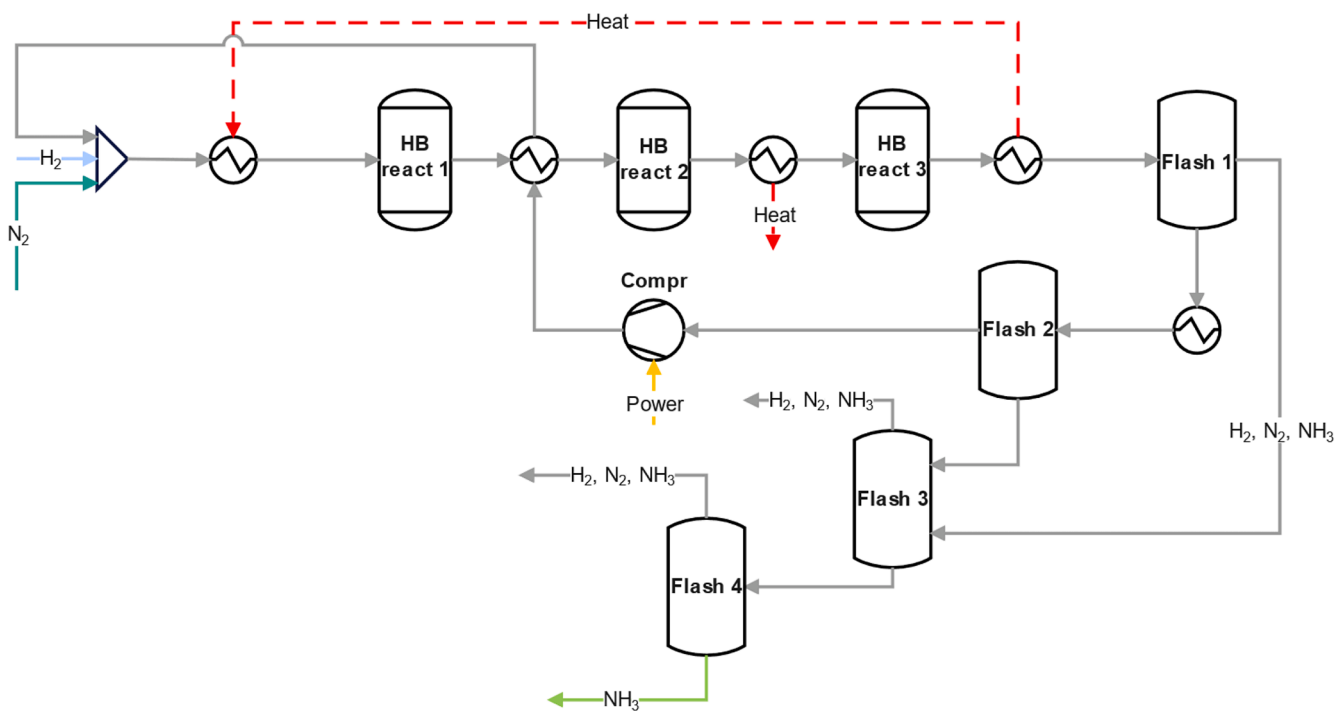 Heat
HB
react 1
HB
react 2
HB
react 3
Flash 1
H₂
N₂
Heat
Compr
Flash 2
Power
H₂, N₂, NH₃
H₂, N₂, NH₃
H₂, N₂, NH₃
Flash 3
Flash 4
NH₃